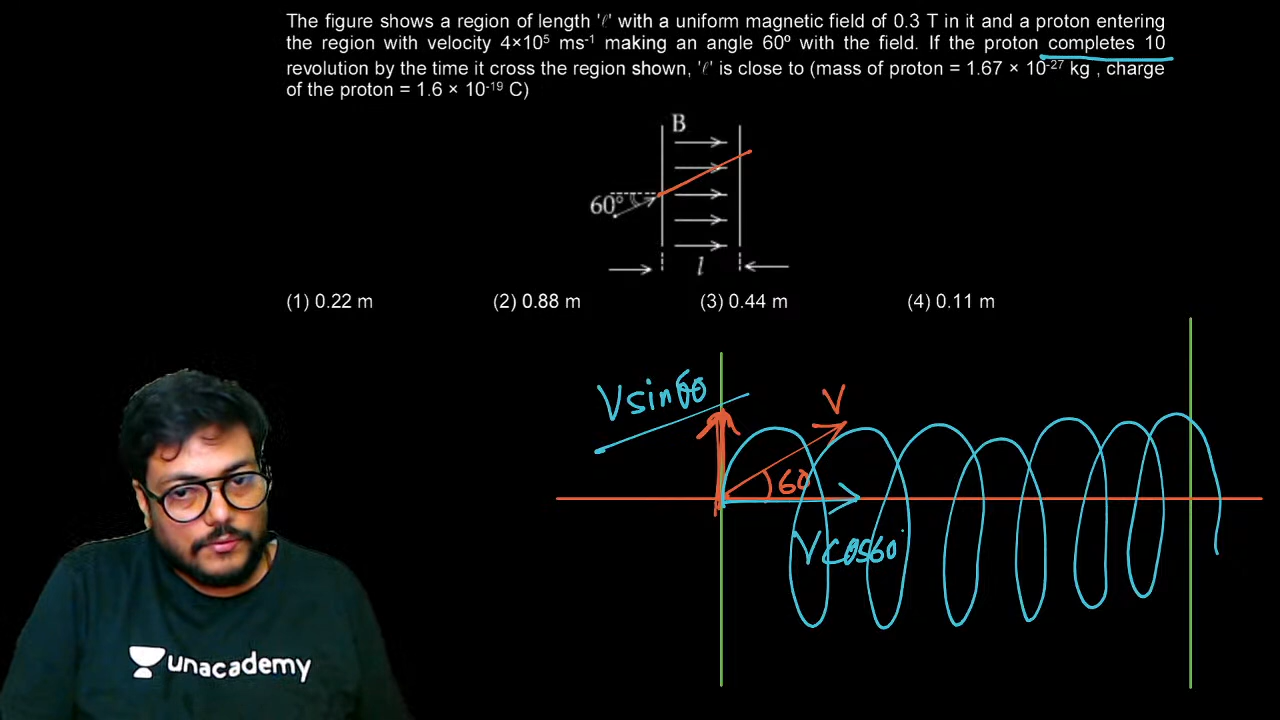 The figure shows a region of length 'ℓ' with a uniform magnetic field of 0.3 T in it and a proton entering
the region with velocity 4×10⁵ ms⁻¹ making an angle 60º with the field. If the proton completes 10
revolution by the time it cross the region shown, 'ℓ' is close to (mass of proton = 1.67 × 10⁻²⁷ kg , charge
of the proton = 1.6 × 10⁻¹⁹ C)
B
60°
l
(1) 0.22 m (2) 0.88 m (3) 0.44 m (4) 0.11 m
V
60
Vcos60°
unacademy